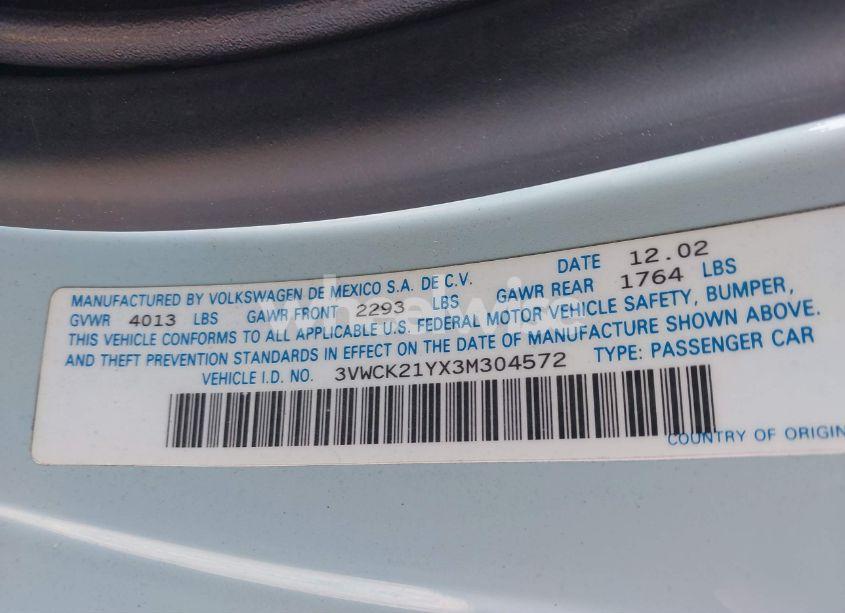 MANUFACTURED BY VOLKSWAGEN DE MEXICO S.A. DE C.V. DATE 12.02
GVWR 4013 LBS GAWR FRONT 2293 LBS GAWR REAR 1764 LBS
THIS VEHICLE CONFORMS TO ALL APPLICABLE U.S. FEDERAL MOTOR VEHICLE SAFETY, BUMPER,
AND THEFT PREVENTION STANDARDS IN EFFECT ON THE DATE OF MANUFACTURE SHOWN ABOVE.
VEHICLE I.D. NO. 3VWCK21YX3M304572 TYPE: PASSENGER CAR
COUNTRY OF ORIGIN
wheelwise